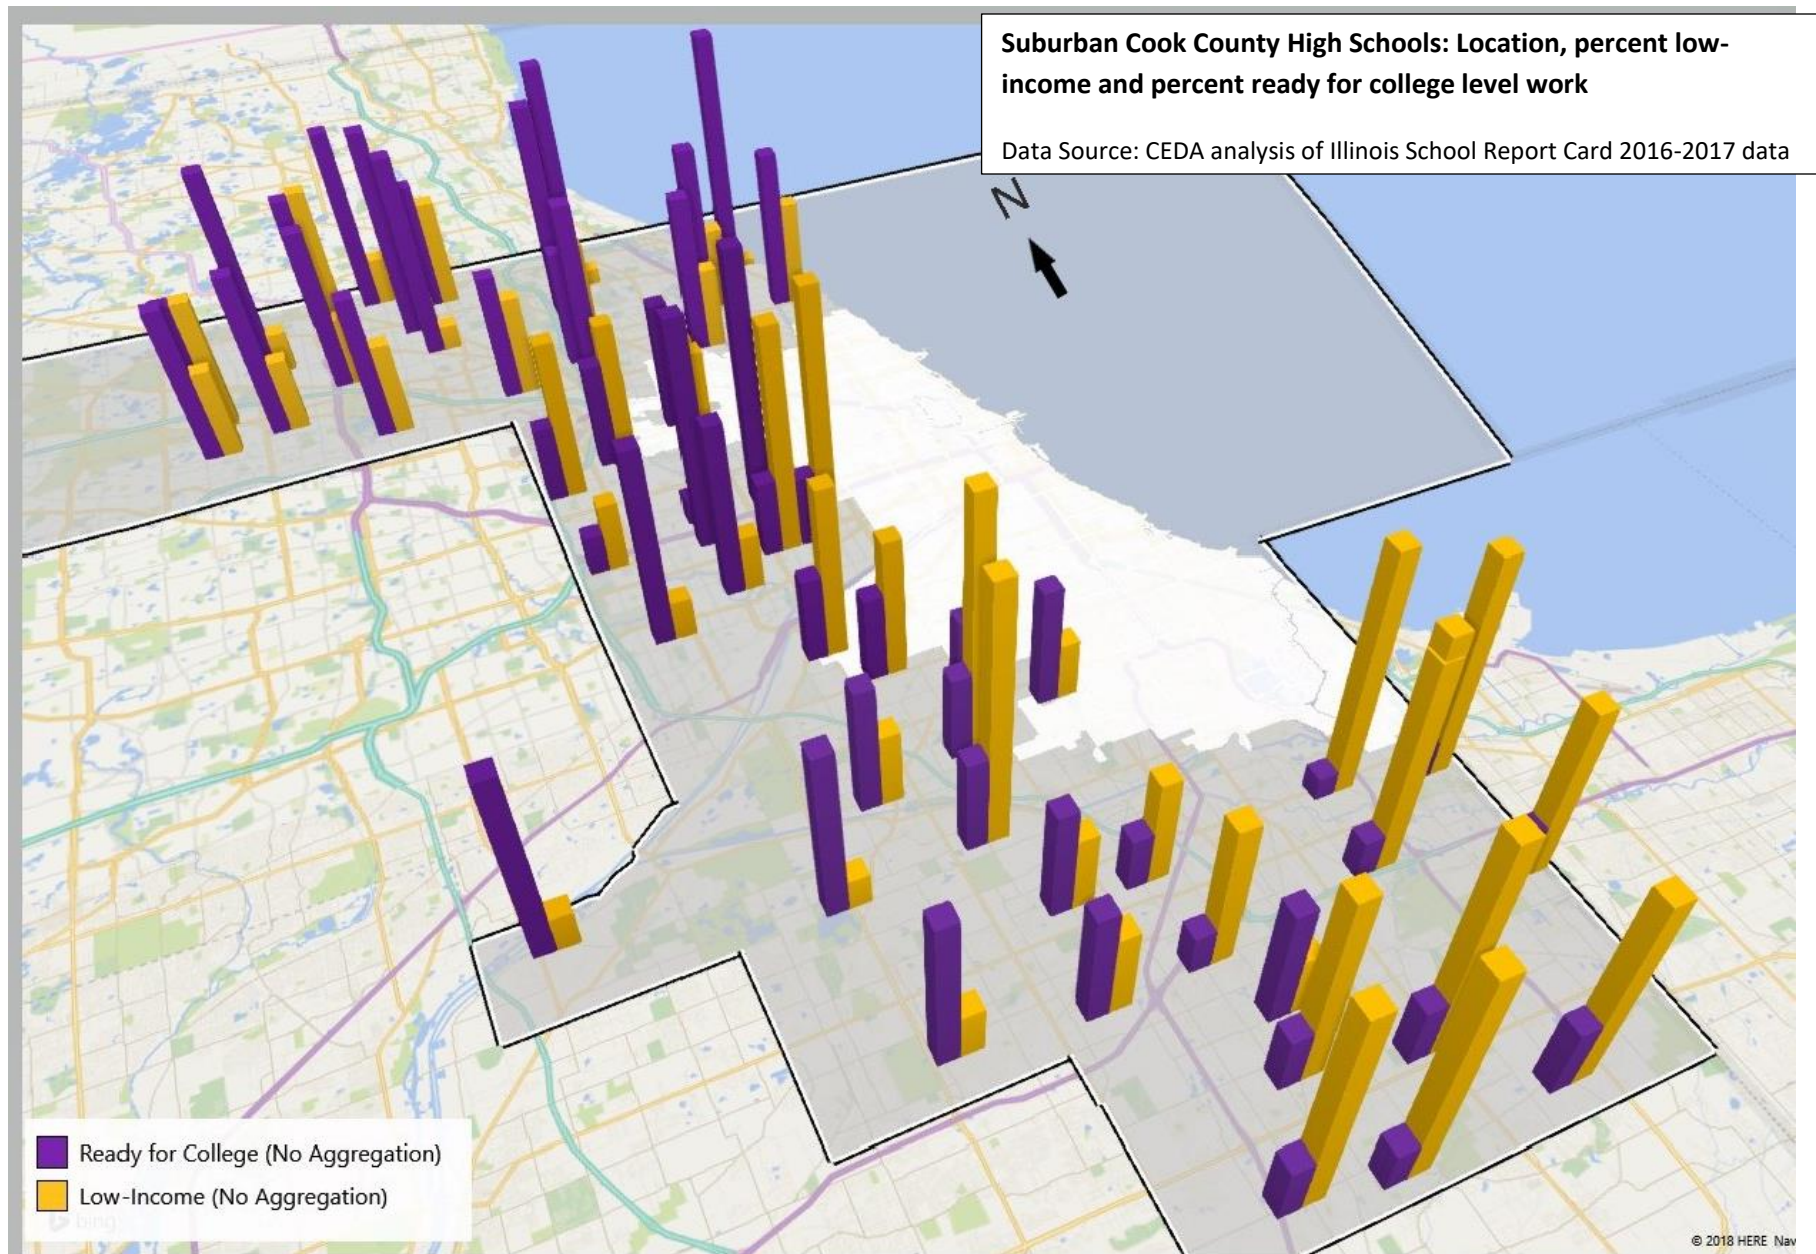 Suburban Cook County High Schools: Location, percent low-
income and percent ready for college level work
Data Source: CEDA analysis of Illinois School Report Card 2016-2017 data
N
Ready for College (No Aggregation)
Low-Income (No Aggregation)
bing
© 2018 HERE Nav